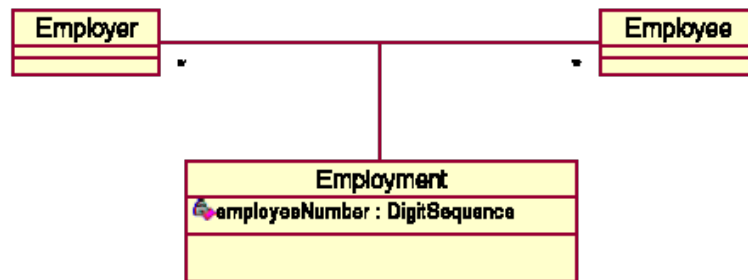 Employer
Employee
*
*
Employment
employeeNumber : DigitSequence